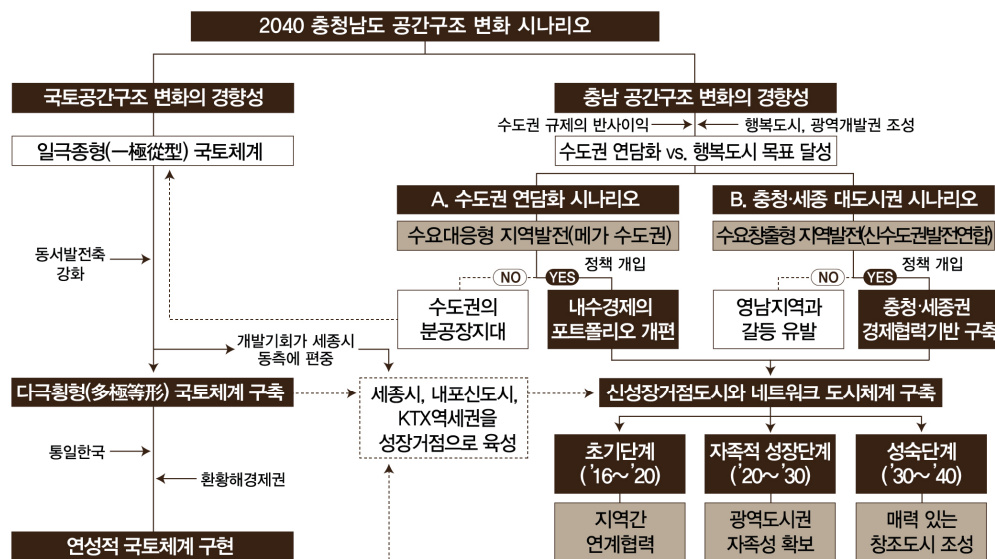 2040 충청남도 공간구조 변화 시나리오
국토공간구조 변화의 경향성
일극종형(一極從型) 국토체계
동서발전축
강화
개발기회가 세종시
동측에 편중
다극횡형(多極等形) 국토체계 구축
통일한국
환황해경제권
연성적 국토체계 구현
충남 공간구조 변화의 경향성
수도권 규제의 반사이익
행복도시, 광역개발권 조성
수도권 연담화 vs. 행복도시 목표 달성
A. 수도권 연담화 시나리오
수요대응형 지역발전(메가 수도권)
NO
YES
정책 개입
수도권의
분공장지대
내수경제의
포트폴리오 개편
B. 충청·세종 대도시권 시나리오
수요창출형 지역발전(신수도권발전연합)
NO
YES
정책 개입
영남지역과
갈등 유발
충청·세종권
경제협력기반 구축
세종시, 내포신도시,
KTX역세권을
성장거점으로 육성
신성장거점도시와 네트워크 도시체계 구축
초기단계
('16~'20)
지역간
연계협력
자족적 성장단계
('20~'30)
광역도시권
자족성 확보
성숙단계
('30~'40)
매력 있는
창조도시 조성